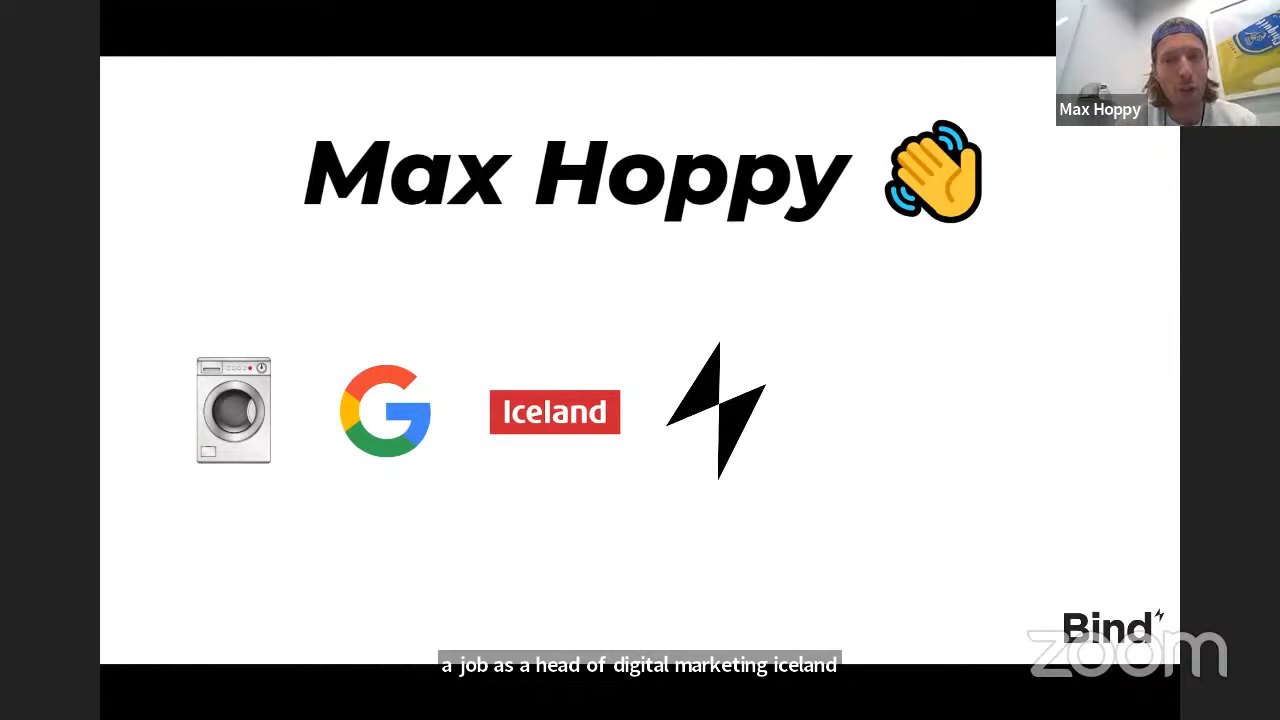 Max Hoppy
Max Hoppy
Iceland
Bind
zoom
a job as a head of digital marketing iceland